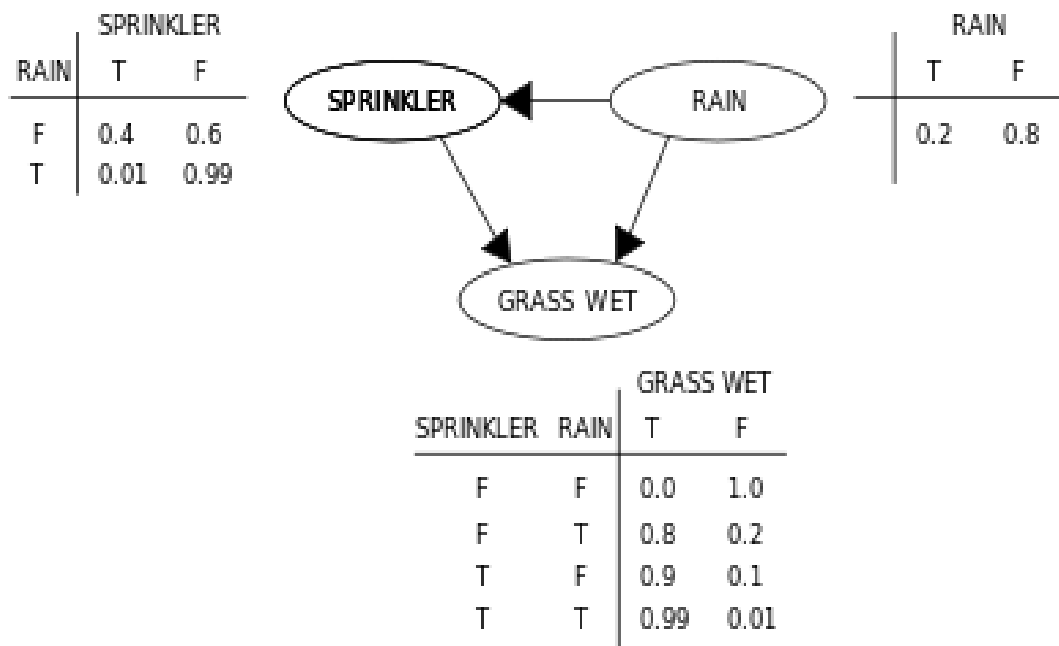 SPRINKLER
RAIN T F
F 0.4 0.6
T 0.01 0.99
SPRINKLER
RAIN
RAIN
T F
0.2 0.8
GRASS WET
GRASS WET
SPRINKLER RAIN T F
F F 0.0 1.0
F T 0.8 0.2
T F 0.9 0.1
T T 0.99 0.01